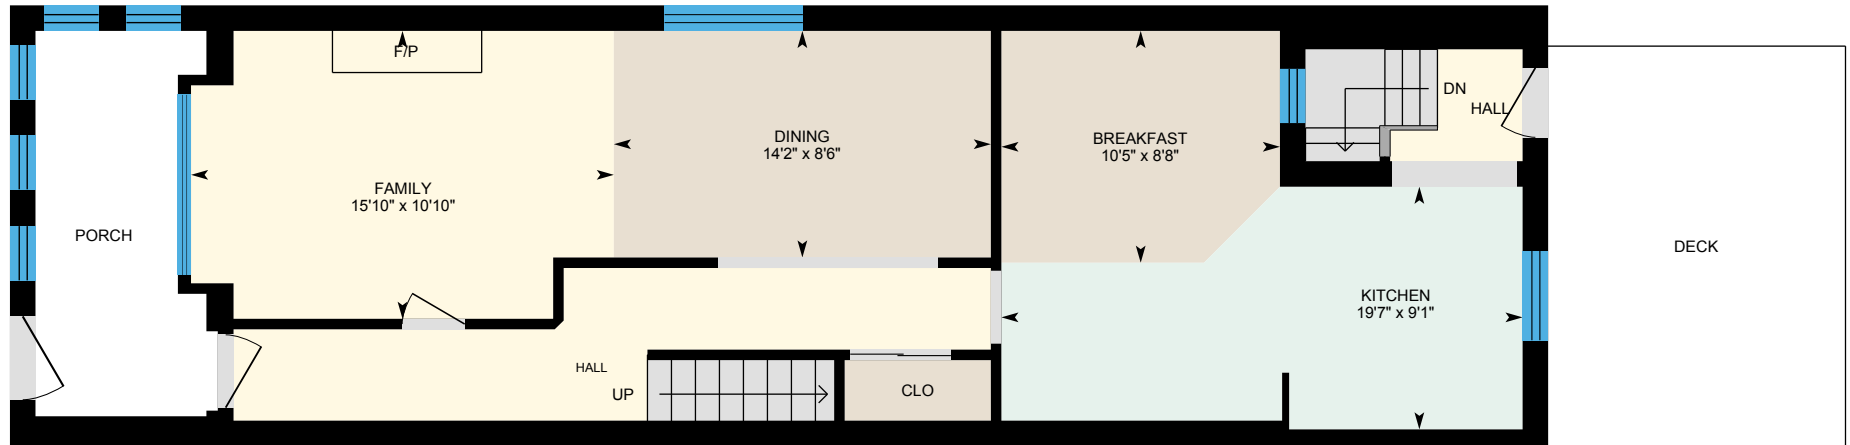 F/P
FAMILY
15'10" x 10'10"
PORCH
DINING
14'2" x 8'6"
BREAKFAST
10'5" x 8'8"
DN
HALL
KITCHEN
19'7" x 9'1"
DECK
HALL
UP
CLO